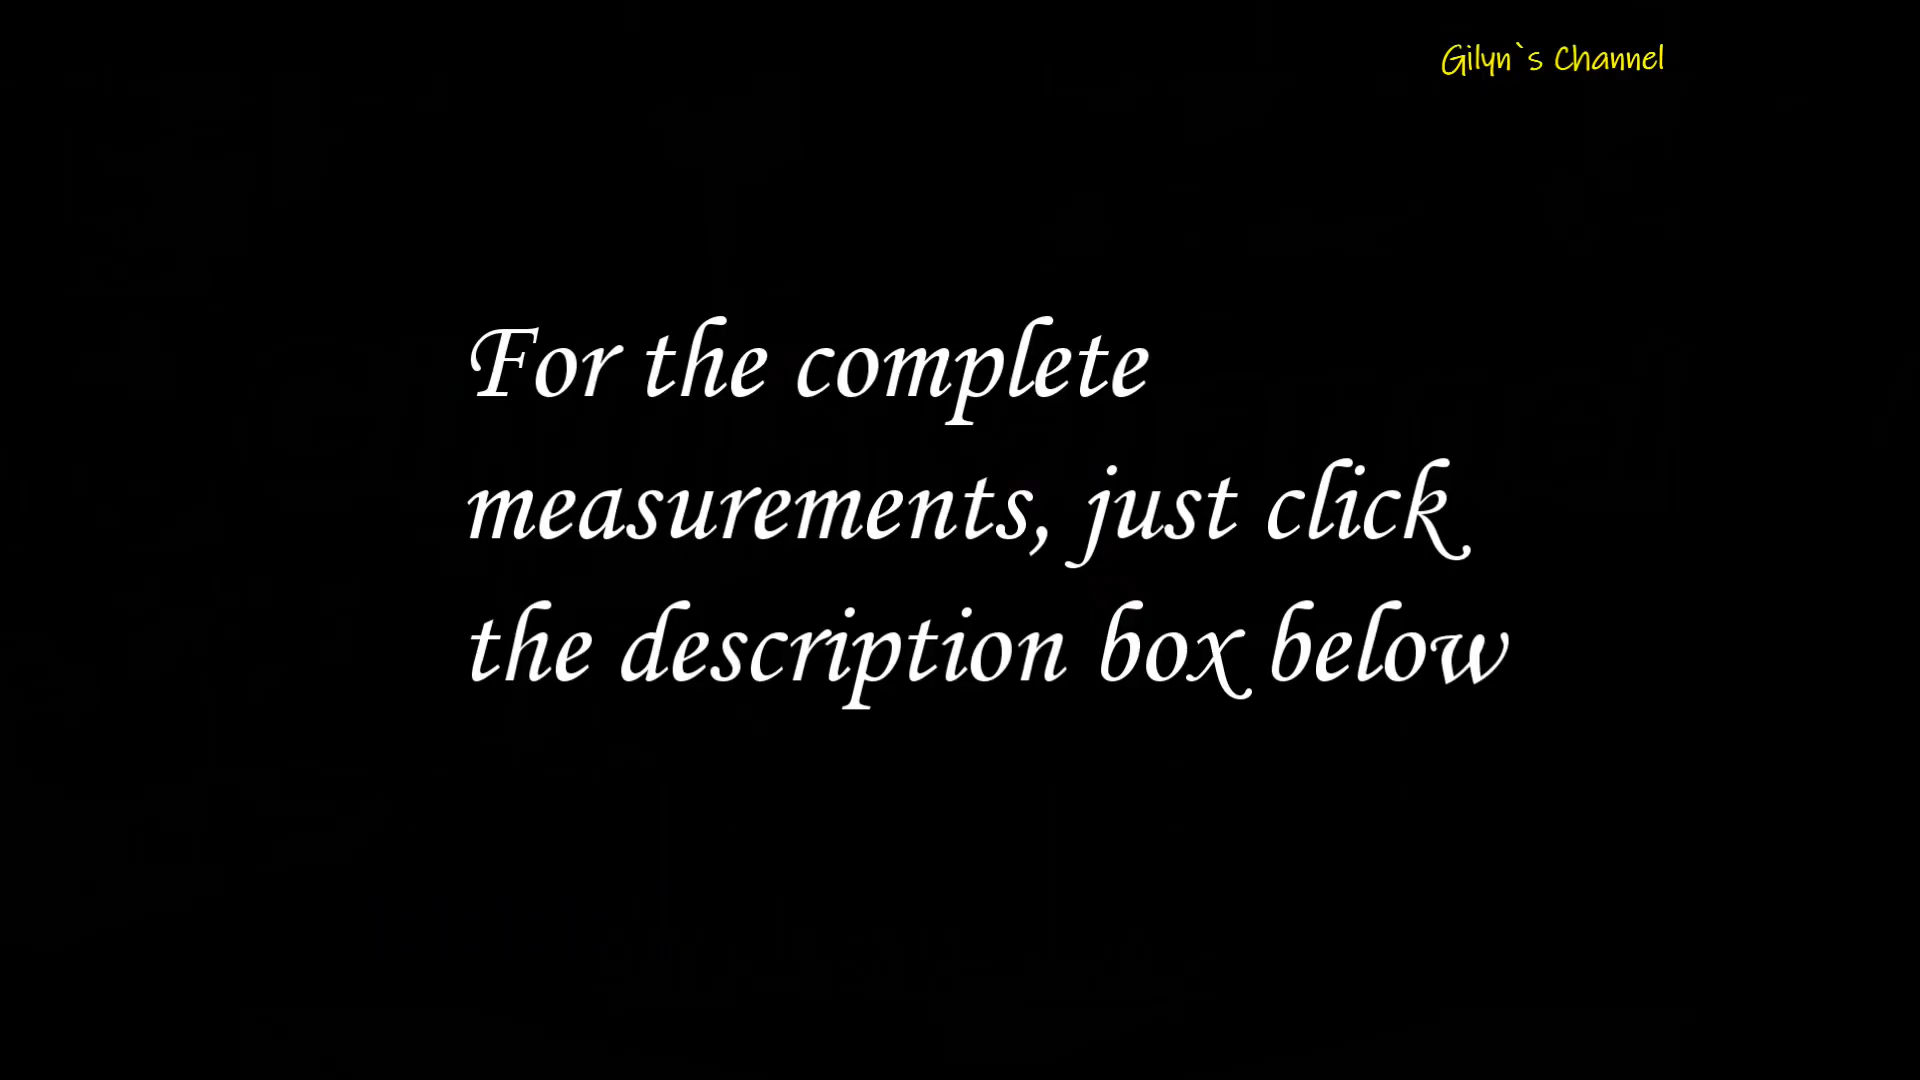 Gilyn`s Channel
For the complete
measurements, just click
the description box below